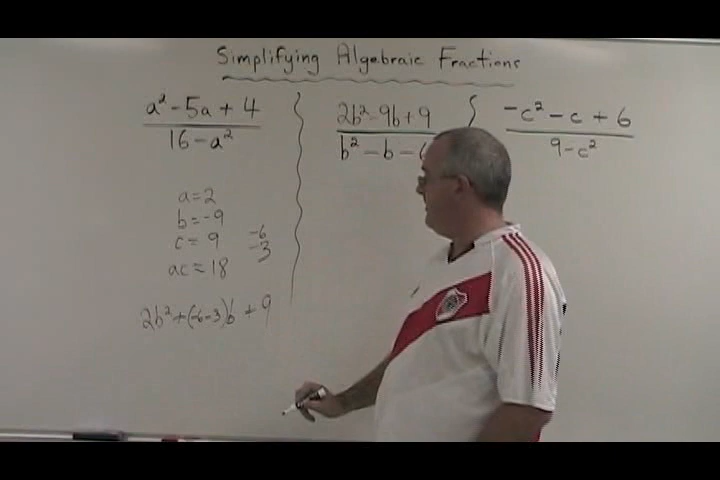 Simplifying Algebraic Fractions
a² - 5a + 4
16 - a²
2b² - 9b + 9
b² - b - 6
-c² - c + 6
9 - c²
a = 2
b = -9
c = 9
ac = 18
-6
-3
2b² + (-6-3)b + 9